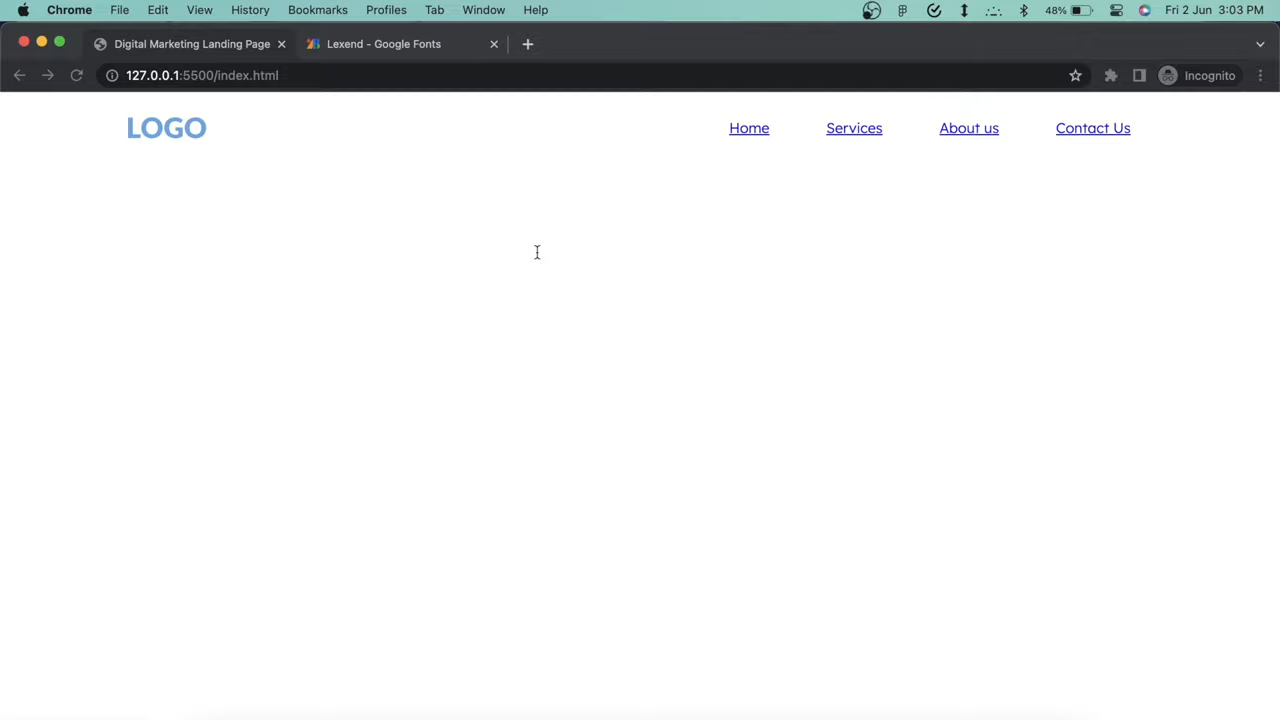 Chrome File Edit View History Bookmarks Profiles Tab Window Help 48% Fri 2 Jun 3:03 PM
Digital Marketing Landing Page Lexend - Google Fonts
127.0.0.1:5500/index.html Incognito
LOGO Home Services About us Contact Us